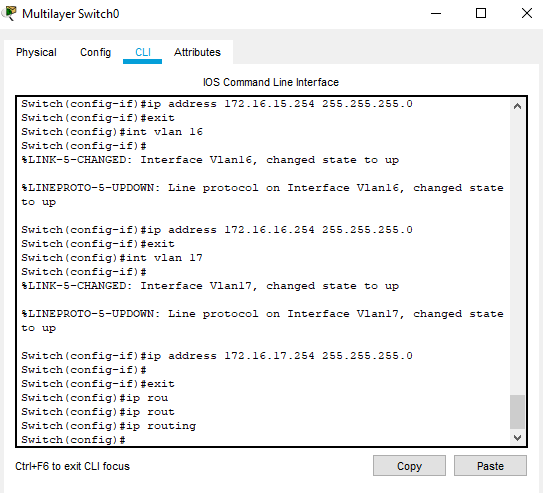 Multilayer Switch0
Physical Config CLI Attributes
IOS Command Line Interface
Switch(config-if)#ip address 172.16.15.254 255.255.255.0
Switch(config-if)#exit
Switch(config)#int vlan 16
Switch(config-if)#
%LINK-5-CHANGED: Interface Vlan16, changed state to up
%LINEPROTO-5-UPDOWN: Line protocol on Interface Vlan16, changed state
to up
Switch(config-if)#ip address 172.16.16.254 255.255.255.0
Switch(config-if)#exit
Switch(config)#int vlan 17
Switch(config-if)#
%LINK-5-CHANGED: Interface Vlan17, changed state to up
%LINEPROTO-5-UPDOWN: Line protocol on Interface Vlan17, changed state
to up
Switch(config-if)#ip address 172.16.17.254 255.255.255.0
Switch(config-if)#
Switch(config-if)#exit
Switch(config)#ip rou
Switch(config)#ip rout
Switch(config)#ip routing
Switch(config)#
Ctrl+F6 to exit CLI focus
Copy Paste